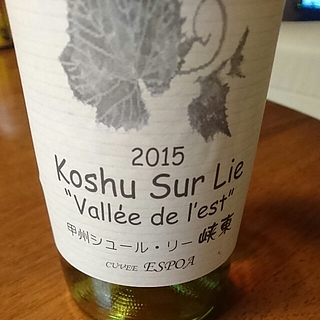 2015
Koshu Sur Lie
"Vallée de l'est"
甲州シュール・リー 峡東
CUVEE ESPOA